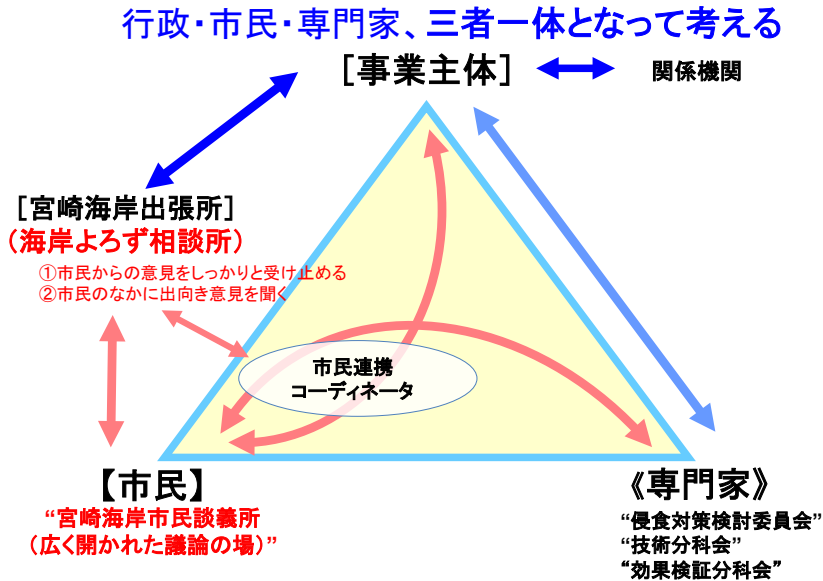 行政・市民・専門家、三者一体となって考える
[事業主体]
関係機関
[宮崎海岸出張所]
(海岸よろず相談所)
①市民からの意見をしっかりと受け止める
②市民のなかに出向き意見を聞く
市民連携
コーディネータ
【市民】
“宮崎海岸市民談義所
(広く開かれた議論の場)”
《専門家》
“侵食対策検討委員会”
“技術分科会”
“効果検証分科会”